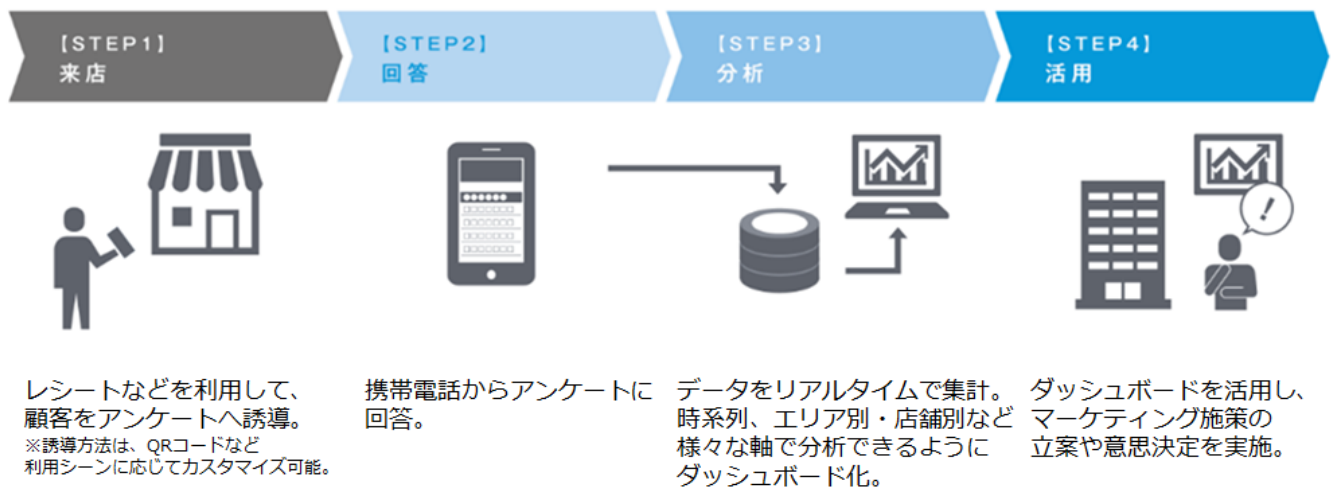 【STEP1】
来店
【STEP2】
回答
【STEP3】
分析
【STEP4】
活用
レシートなどを利用して、
顧客をアンケートへ誘導。
※誘導方法は、QRコードなど
利用シーンに応じてカスタマイズ可能。
携帯電話からアンケートに
回答。
データをリアルタイムで集計。
時系列、エリア別・店舗別など
様々な軸で分析できるように
ダッシュボード化。
ダッシュボードを活用し、
マーケティング施策の
立案や意思決定を実施。
!